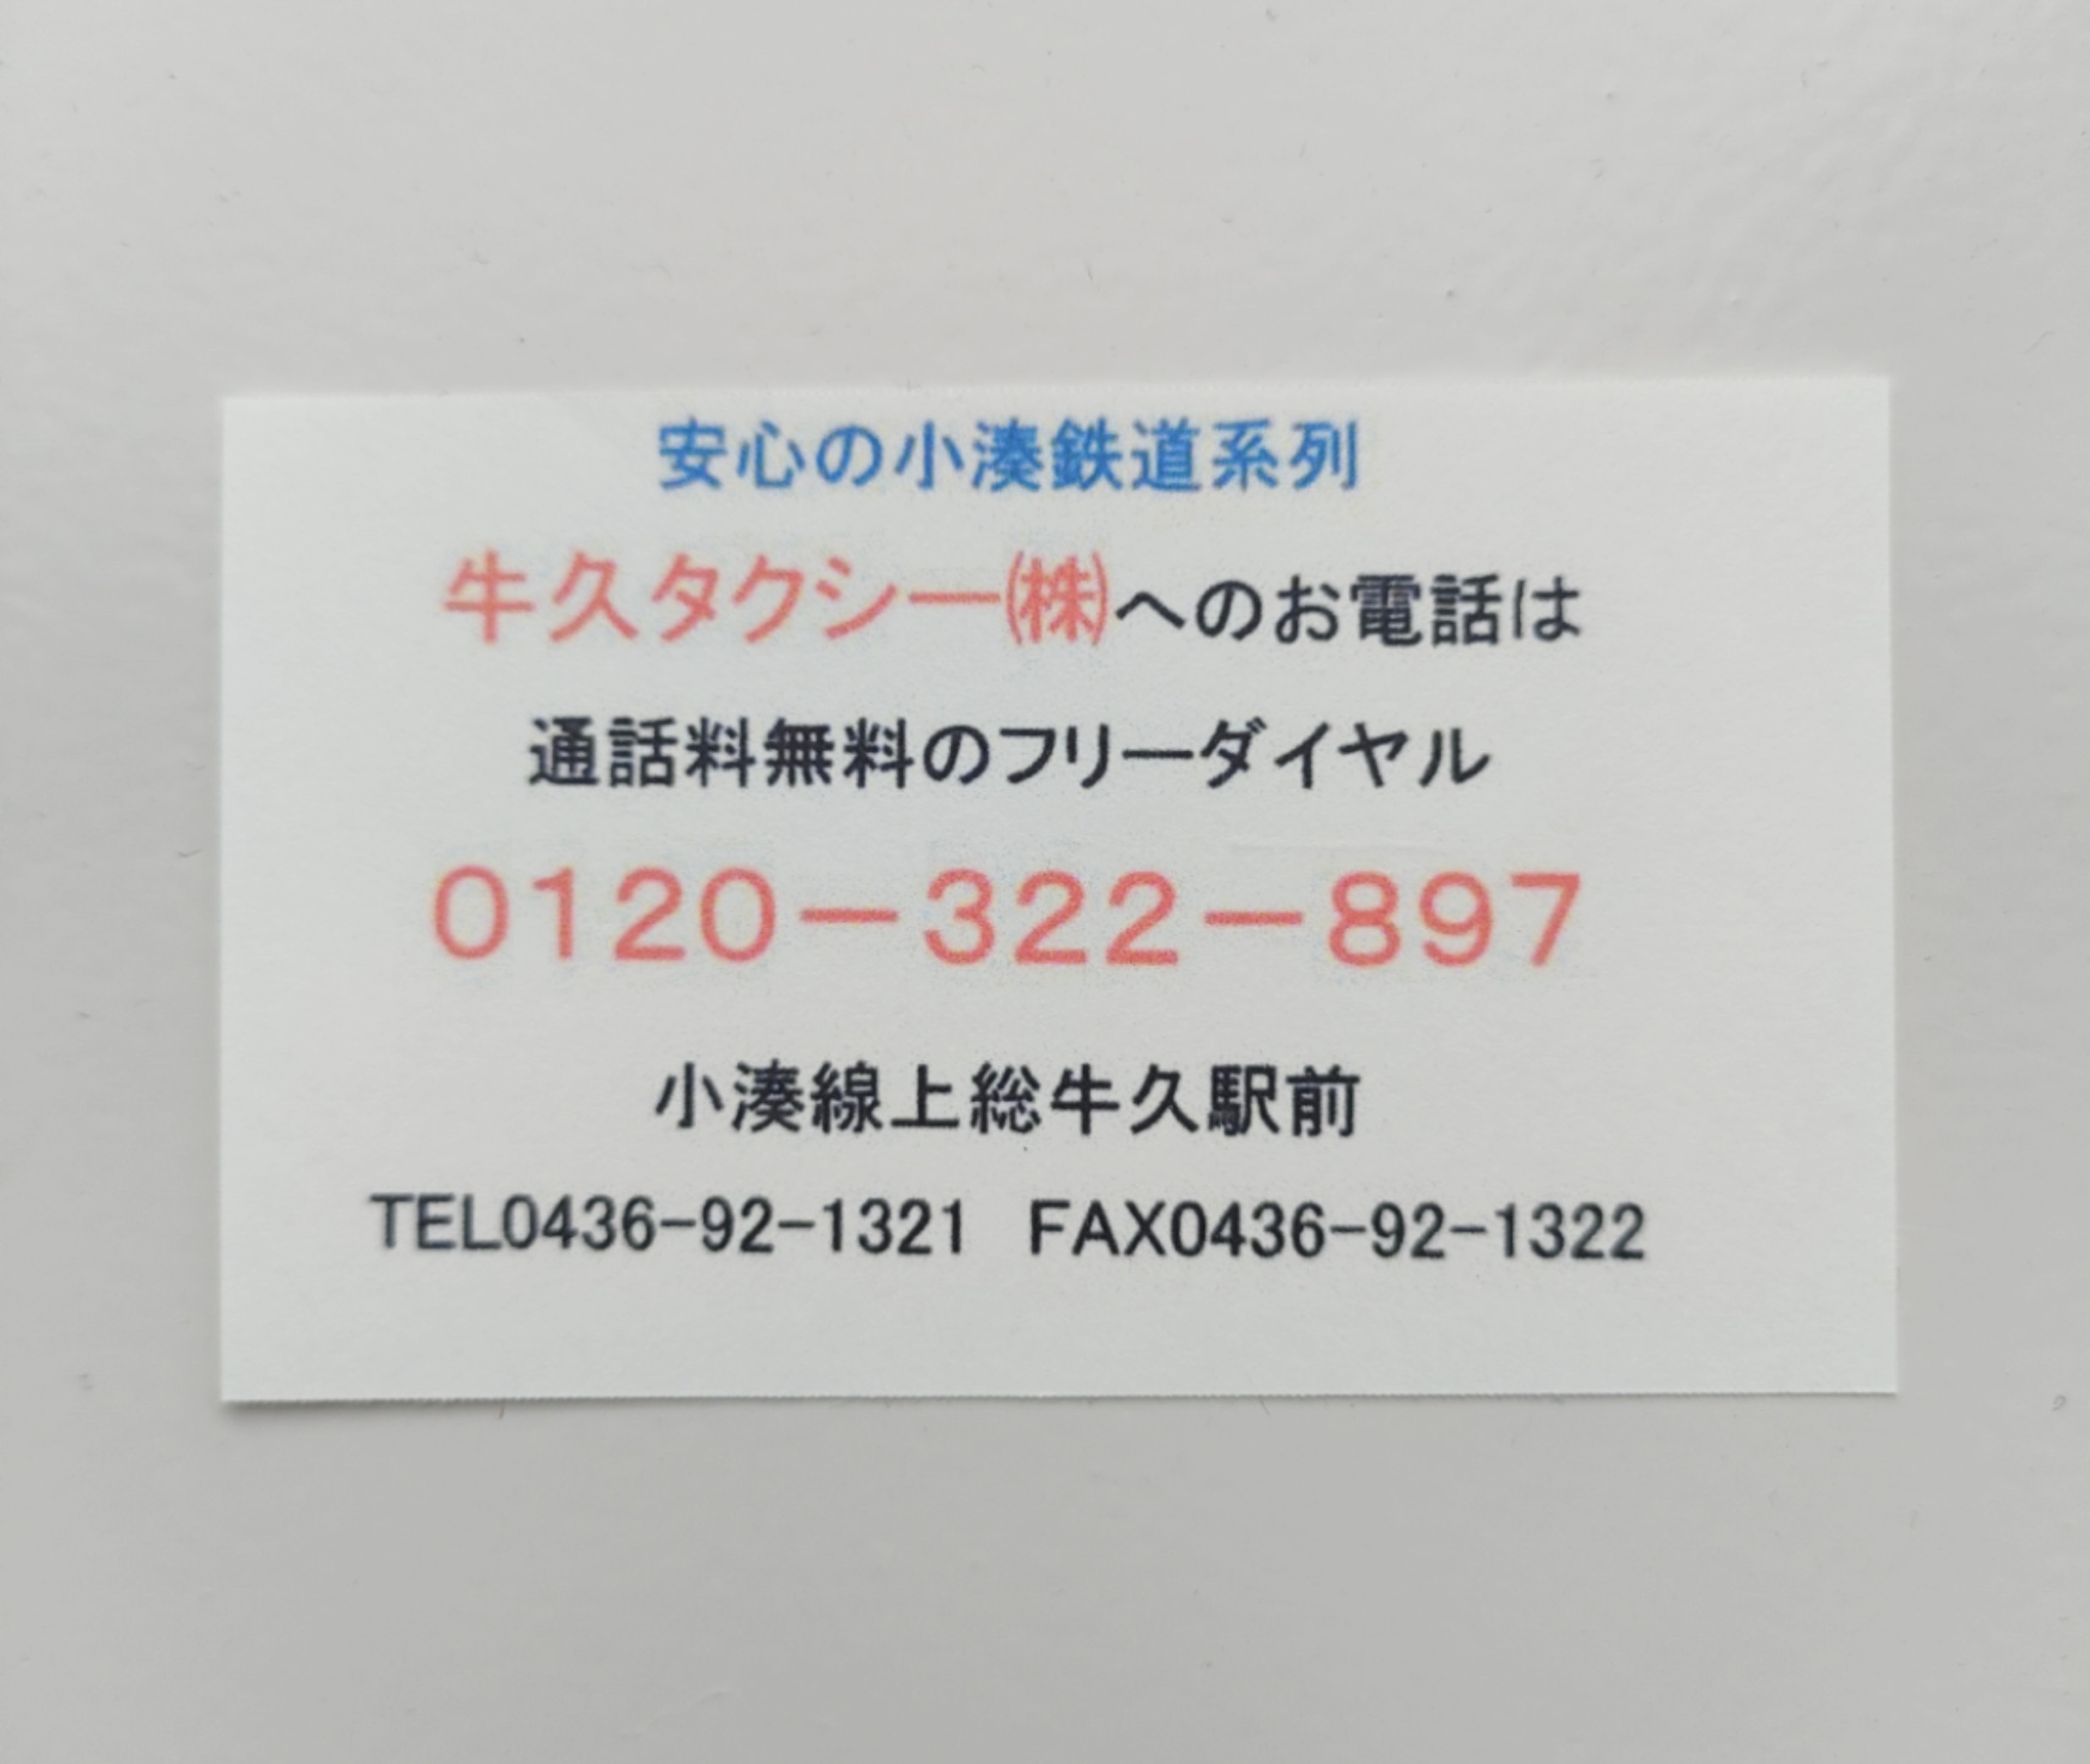 安心の小湊鉄道系列
牛久タクシー㈱へのお電話は
通話料無料のフリーダイヤル
0120－322－897
小湊線上総牛久駅前
TEL0436-92-1321　FAX0436-92-1322